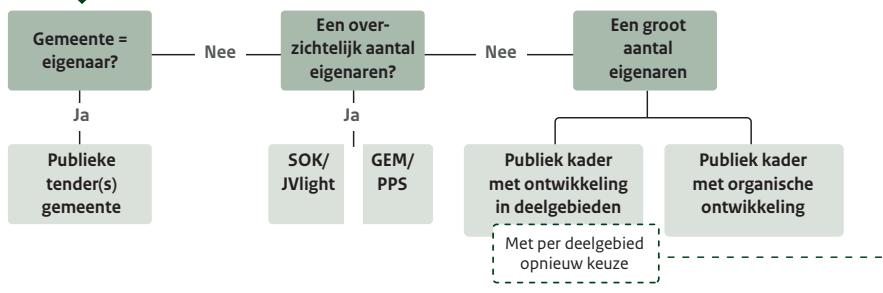 Gemeente =
eigenaar?
Nee
Een over-
zichtelijk aantal
eigenaren?
Nee
Een groot
aantal
eigenaren
Ja
Ja
Publieke
tender(s)
gemeente
SOK/
JVlight
GEM/
PPS
Publiek kader
met ontwikkeling
in deelgebieden
Publiek kader
met organische
ontwikkeling
Met per deelgebied
opnieuw keuze